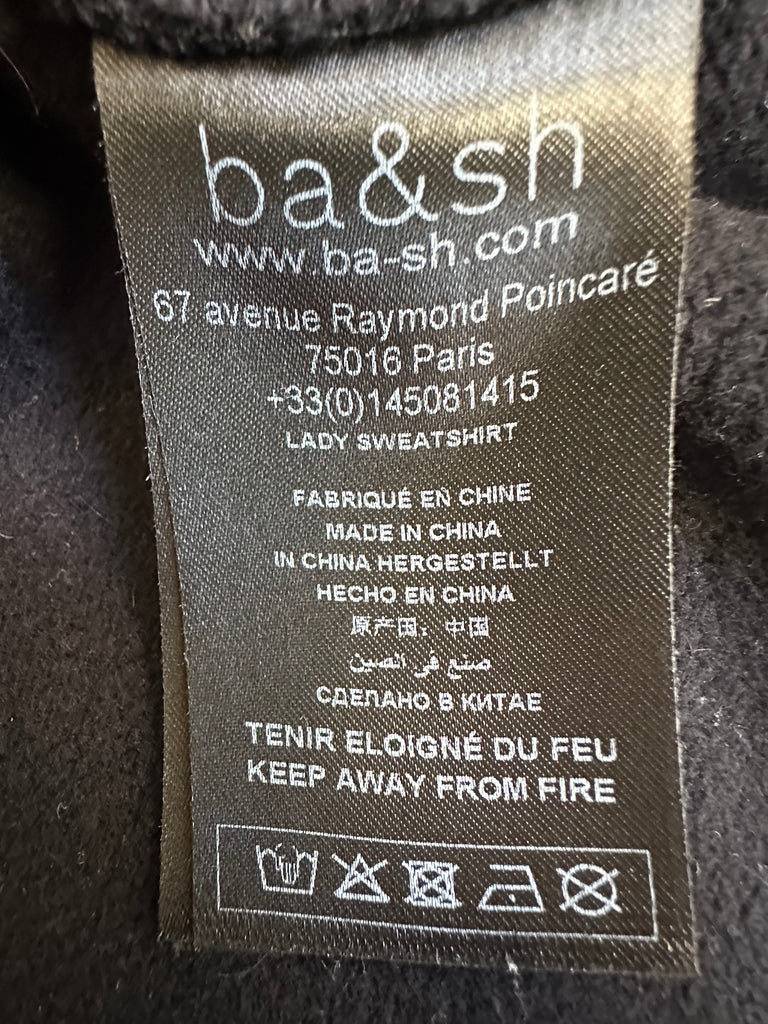 ba&sh
www.ba-sh.com
67 avenue Raymond Poincaré
75016 Paris
+33(0)145081415
LADY SWEATSHIRT
FABRIQUÉ EN CHINE
MADE IN CHINA
IN CHINA HERGESTELLT
HECHO EN CHINA
原产国：中国
صنع في الصين
СДЕЛАНО В КИТАЕ
TENIR ELOIGNÉ DU FEU
KEEP AWAY FROM FIRE